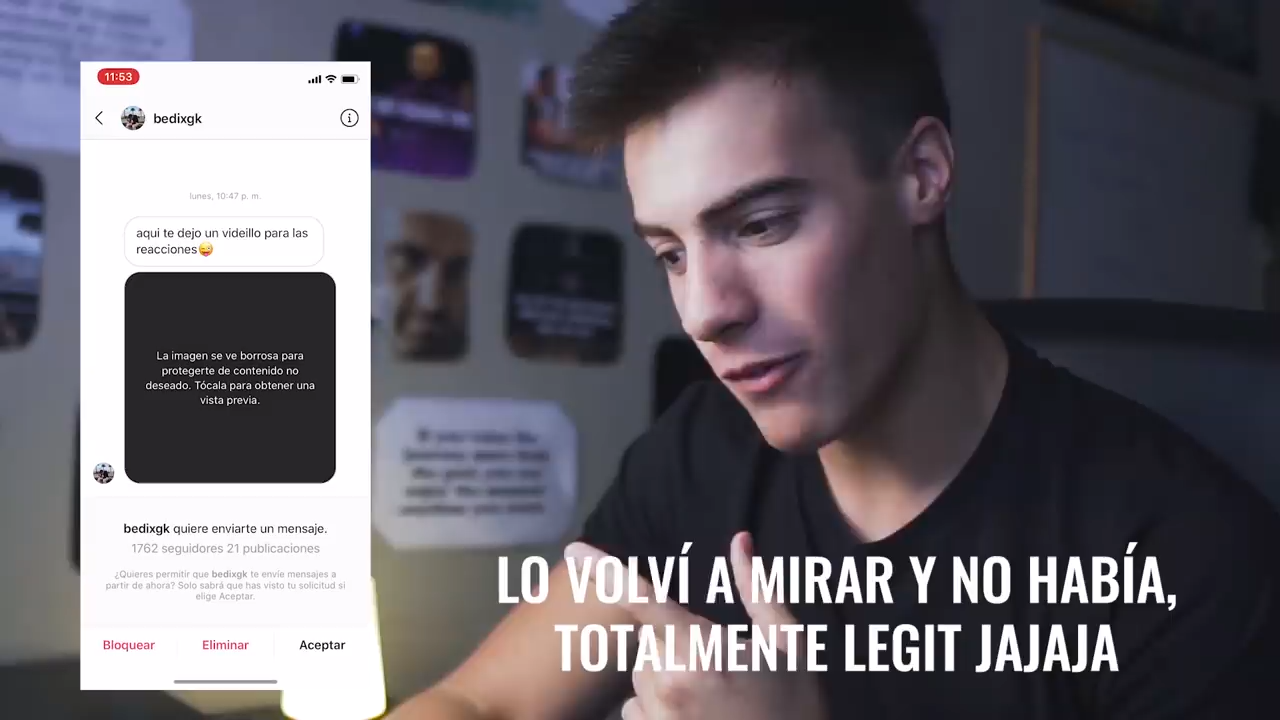 11:53
bedixgk
lunes, 10:47 p. m.
aqui te dejo un videillo para las
reacciones😜
La imagen se ve borrosa para
protegerte de contenido no
deseado. Tócala para obtener una
vista previa.
bedixgk quiere enviarte un mensaje.
1762 seguidores 21 publicaciones
¿Quieres permitir que bedixgk te envíe mensajes a
partir de ahora? Solo sabrá que has visto tu solicitud si
elige Aceptar.
Bloquear Eliminar Aceptar
LO VOLVÍ A MIRAR Y NO HABÍA,
TOTALMENTE LEGIT JAJAJA